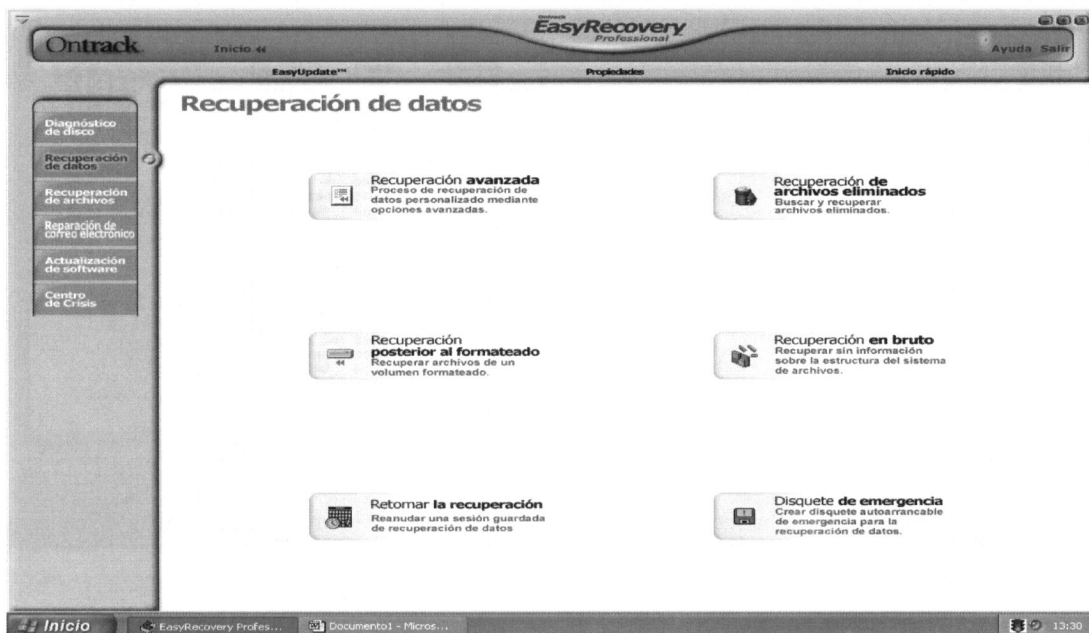 Ontrack
EasyRecovery
Professional
Ontrack
Inicio
Ayuda Salir
EasyUpdate™
Propiedades
Inicio rápido
Recuperación de datos
Diagnóstico
de disco
Recuperación
de datos
Recuperación
de archivos
Reparación de
correo electrónico
Actualización
de software
Centro
de Crisis
Recuperación avanzada
Proceso de recuperación de
datos personalizado mediante
opciones avanzadas.
Recuperación de
archivos eliminados
Buscar y recuperar
archivos eliminados.
Recuperación
posterior al formateado
Recuperar archivos de un
volumen formateado.
Recuperación en bruto
Recuperar sin información
sobre la estructura del sistema
de archivos.
Retomar la recuperación
Reanudar una sesión guardada
de recuperación de datos
Disquete de emergencia
Crear disquete autoarrancable
de emergencia para la
recuperación de datos.
Inicio
EasyRecovery Profes...
Documento1 - Micros...
13:30